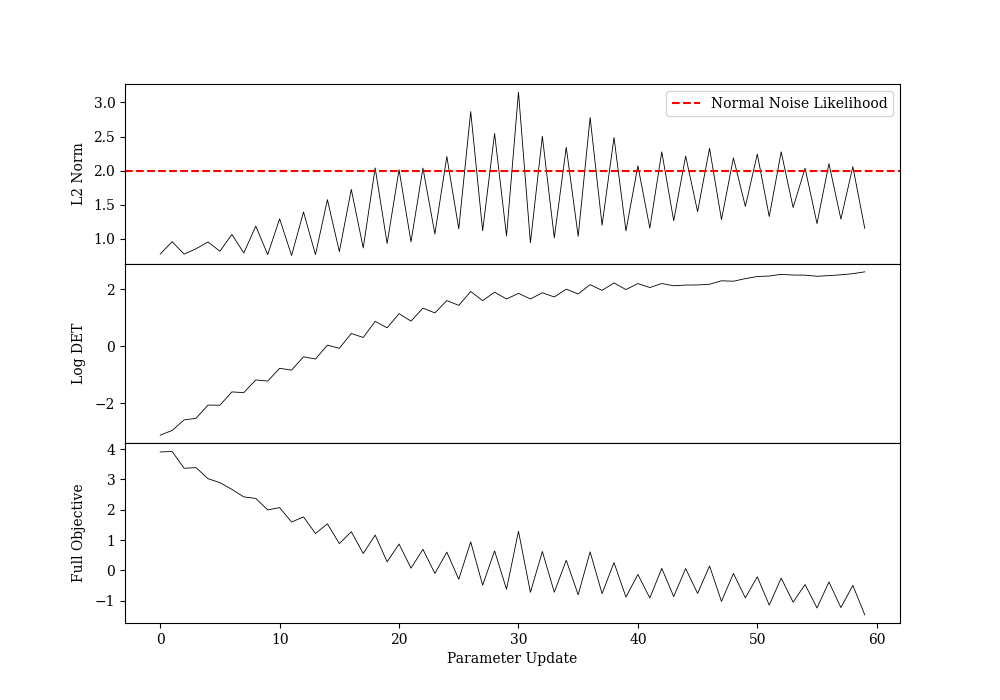 Normal Noise Likelihood
L2 Norm
3.0
2.5
2.0
1.5
1.0
Log DET
2
0
−2
Full Objective
4
3
2
1
0
−1
0 10 20 30 40 50 60
Parameter Update